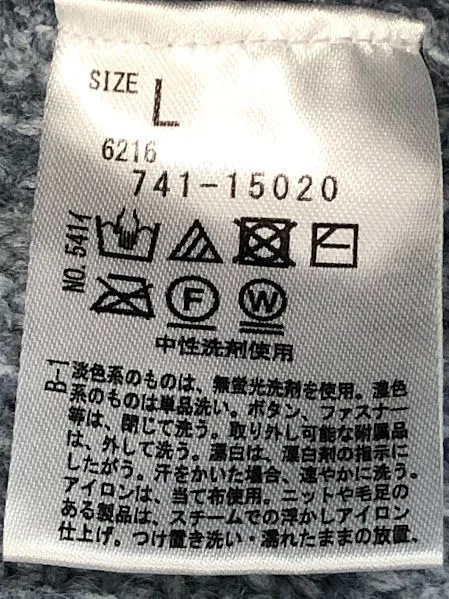 SIZE L
6216
741-15020
NO. 541イ
F W
中性洗剤使用
B-1
淡色系のものは、無蛍光洗剤を使用。濃色
系のものは単品洗い。ボタン、ファスナー
等は、閉じて洗う。取り外し可能な附属品
は、外して洗う。漂白は、漂白剤の指示に
したがう。汗をかいた場合、速やかに洗う。
アイロンは、当て布使用。ニットや毛足の
ある製品は、スチームでの浮かしアイロン
仕上げ。つけ置き洗い・濡れたままの放置、